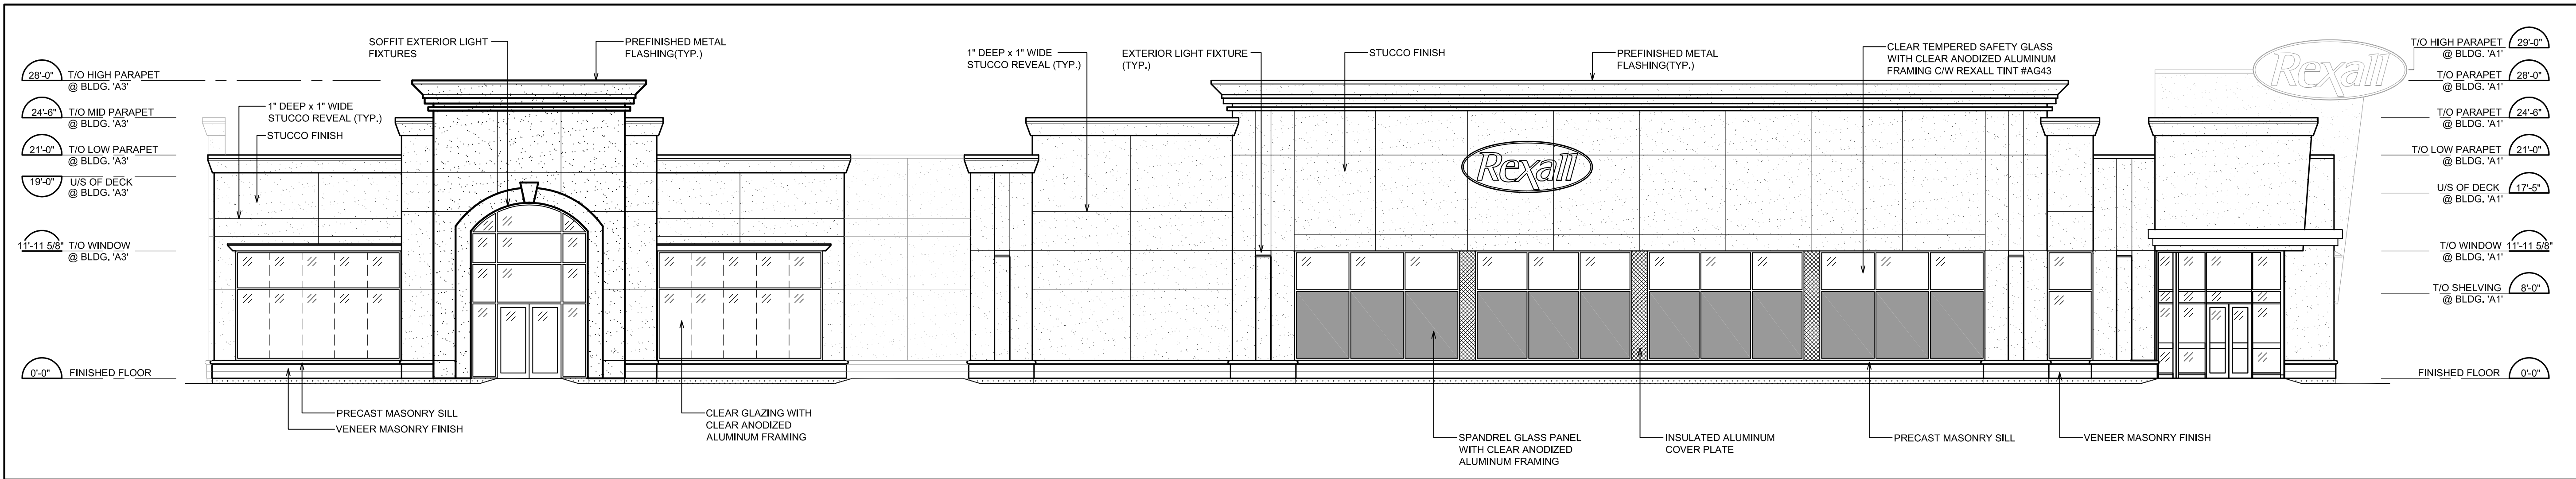 SOFFIT EXTERIOR LIGHT
FIXTURES
PREFINISHED METAL
FLASHING(TYP.)
1" DEEP x 1" WIDE
STUCCO REVEAL (TYP.)
EXTERIOR LIGHT FIXTURE
(TYP.)
STUCCO FINISH
PREFINISHED METAL
FLASHING(TYP.)
CLEAR TEMPERED SAFETY GLASS
WITH CLEAR ANODIZED ALUMINUM
FRAMING C/W REXALL TINT #AG43
28'-0" T/O HIGH PARAPET
@ BLDG. 'A3'
24'-6" T/O MID PARAPET
@ BLDG. 'A3'
21'-0" T/O LOW PARAPET
@ BLDG. 'A3'
19'-0" U/S OF DECK
@ BLDG. 'A3'
11'-11 5/8" T/O WINDOW
@ BLDG. 'A3'
0'-0" FINISHED FLOOR
1" DEEP x 1" WIDE
STUCCO REVEAL (TYP.)
STUCCO FINISH
Rexall
Rexall
T/O HIGH PARAPET 29'-0"
@ BLDG. 'A1'
T/O PARAPET 28'-0"
@ BLDG. 'A1'
T/O PARAPET 24'-6"
@ BLDG. 'A1'
T/O LOW PARAPET 21'-0"
@ BLDG. 'A1'
U/S OF DECK 17'-5"
@ BLDG. 'A1'
T/O WINDOW 11'-11 5/8"
@ BLDG. 'A1'
T/O SHELVING 8'-0"
@ BLDG. 'A1'
FINISHED FLOOR 0'-0"
PRECAST MASONRY SILL
VENEER MASONRY FINISH
CLEAR GLAZING WITH
CLEAR ANODIZED
ALUMINUM FRAMING
SPANDREL GLASS PANEL
WITH CLEAR ANODIZED
ALUMINUM FRAMING
INSULATED ALUMINUM
COVER PLATE
PRECAST MASONRY SILL
VENEER MASONRY FINISH